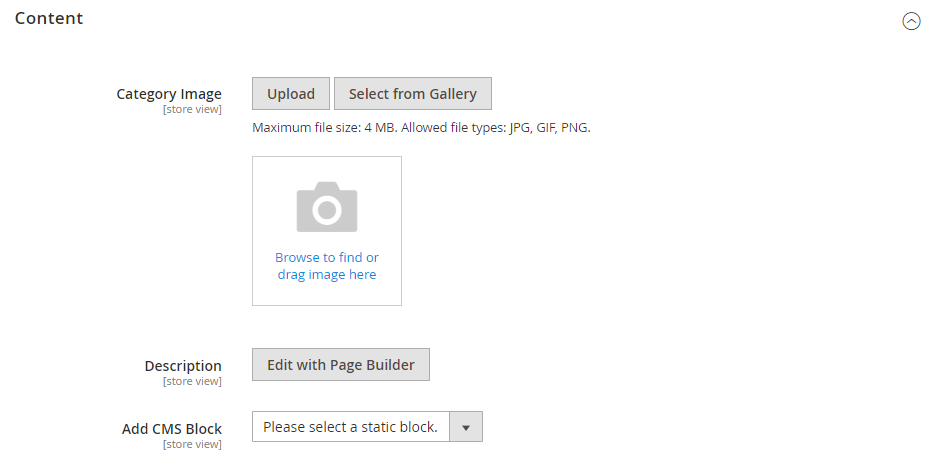 Content
Category Image
[store view]
Upload
Select from Gallery
Maximum file size: 4 MB. Allowed file types: JPG, GIF, PNG.
Browse to find or
drag image here
Description
[store view]
Edit with Page Builder
Add CMS Block
[store view]
Please select a static block.